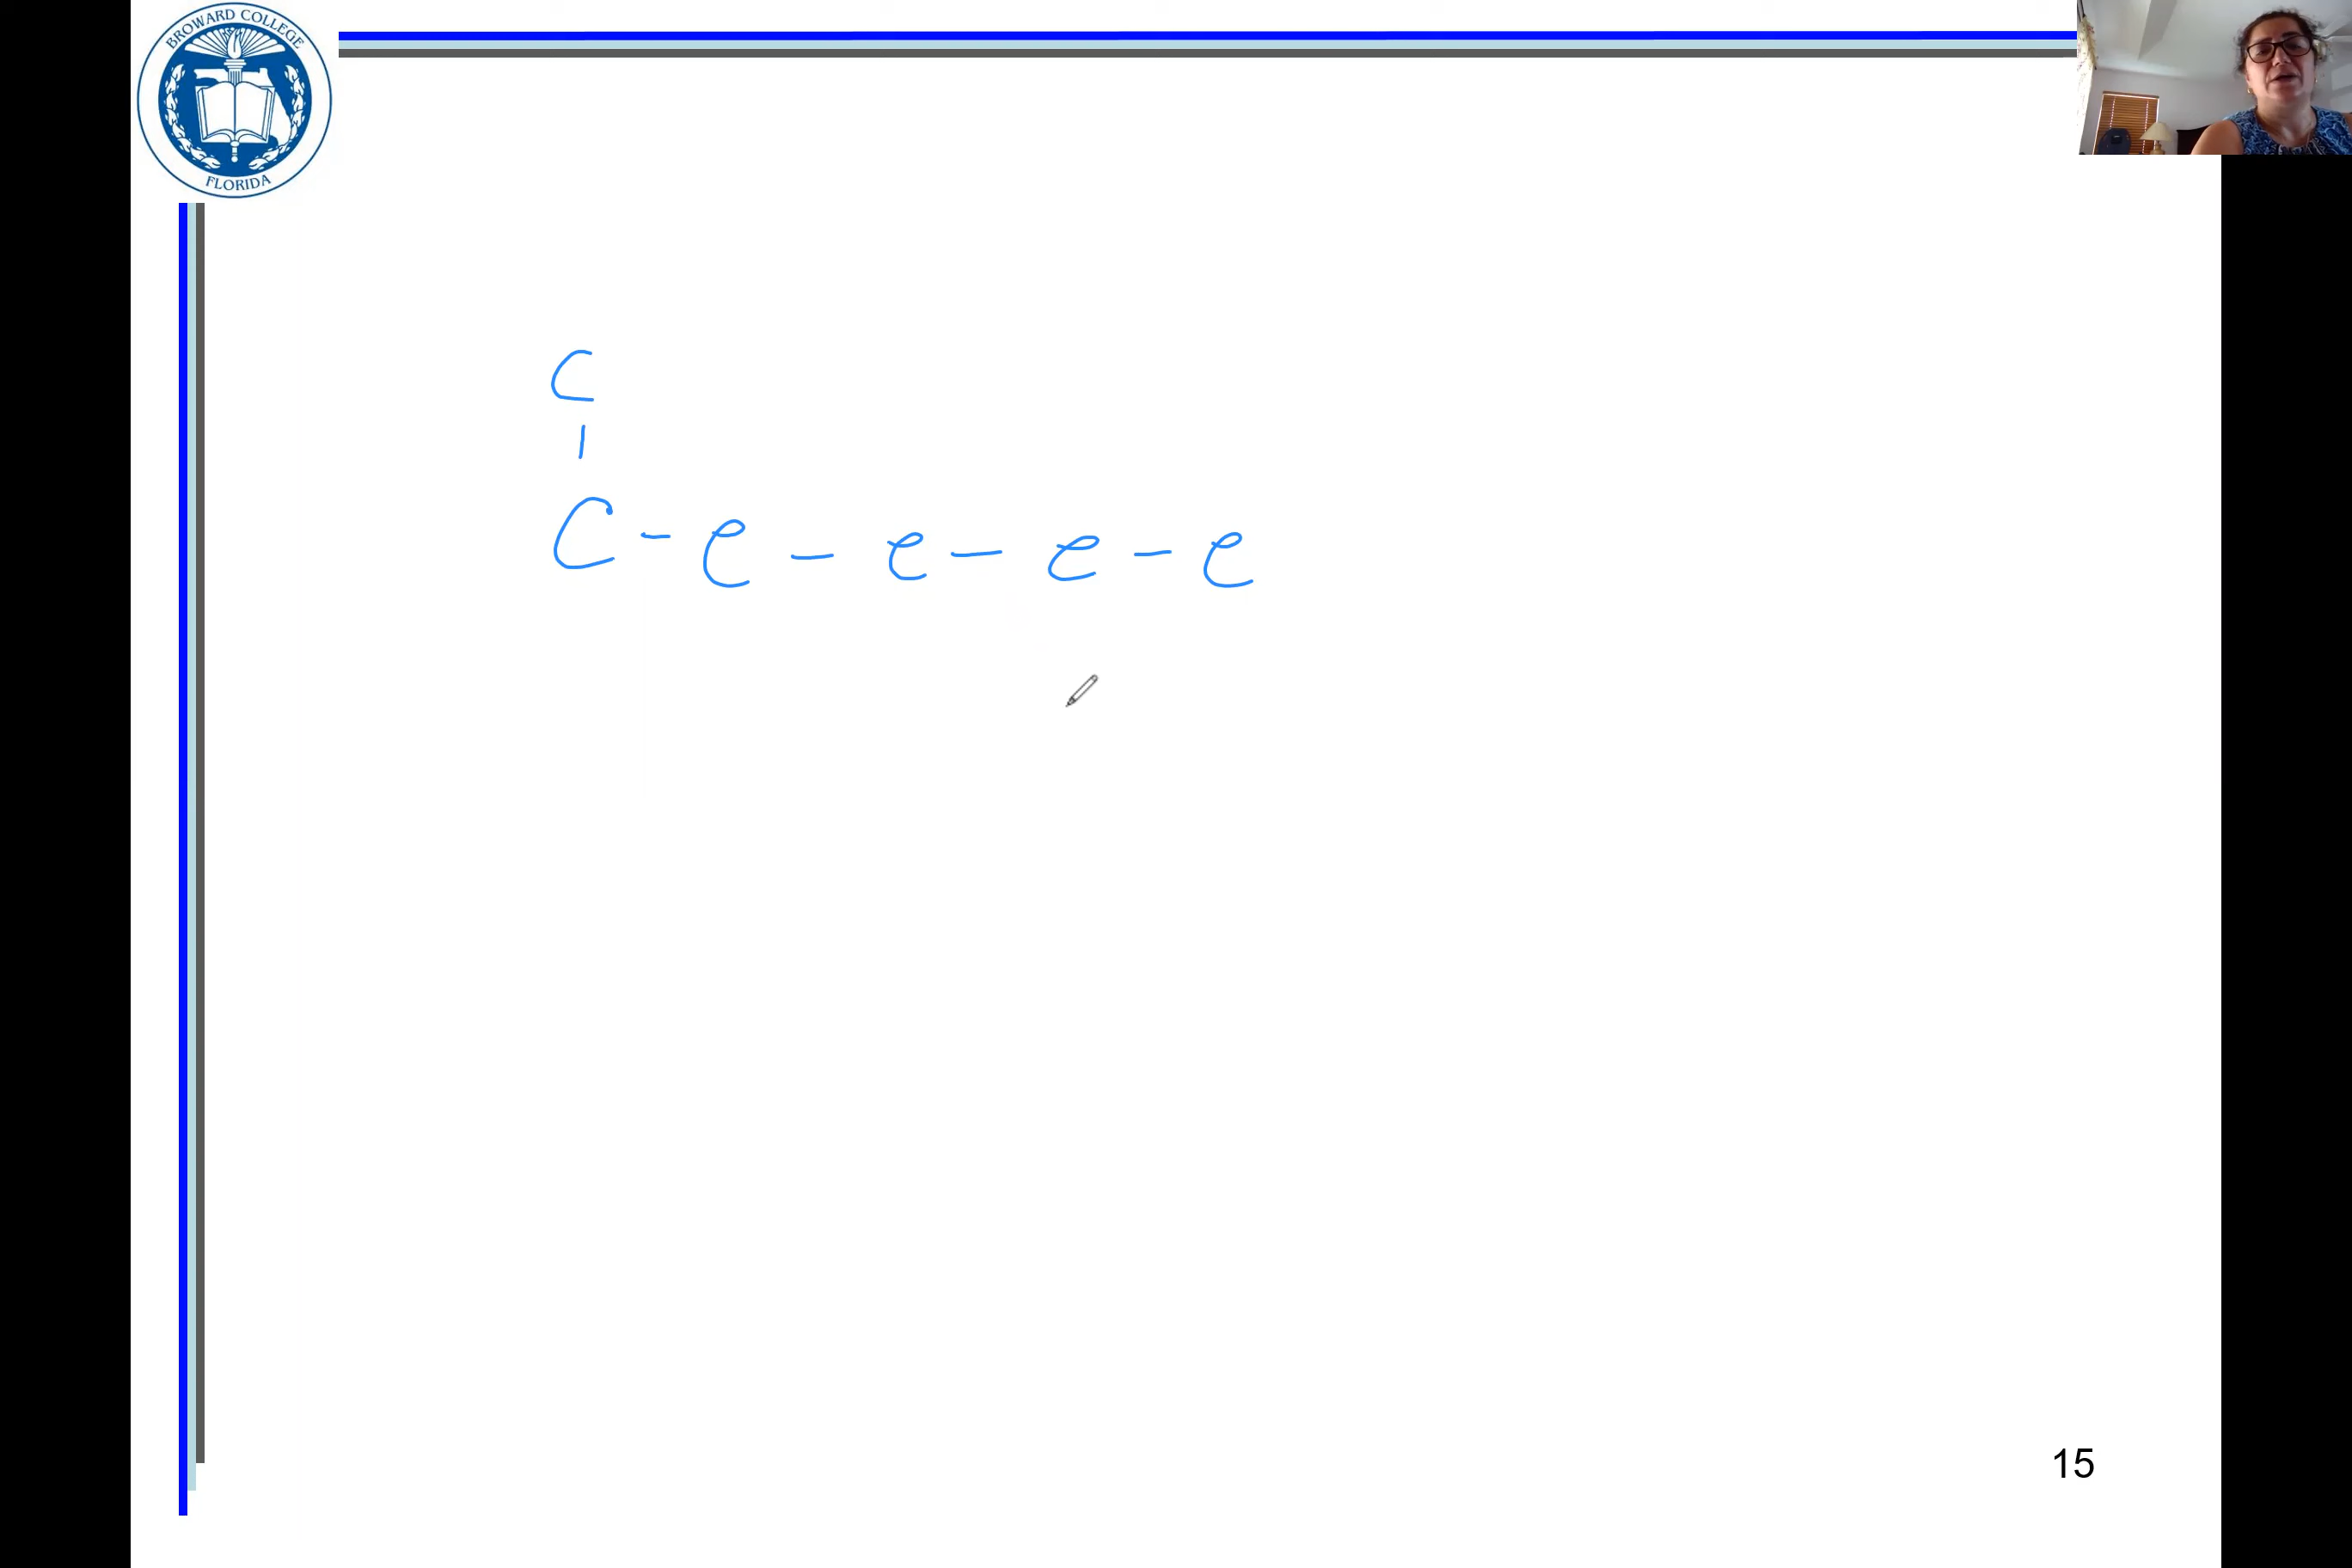 BROWARD COLLEGE
FLORIDA
C
|
C - e - e - e - e
15